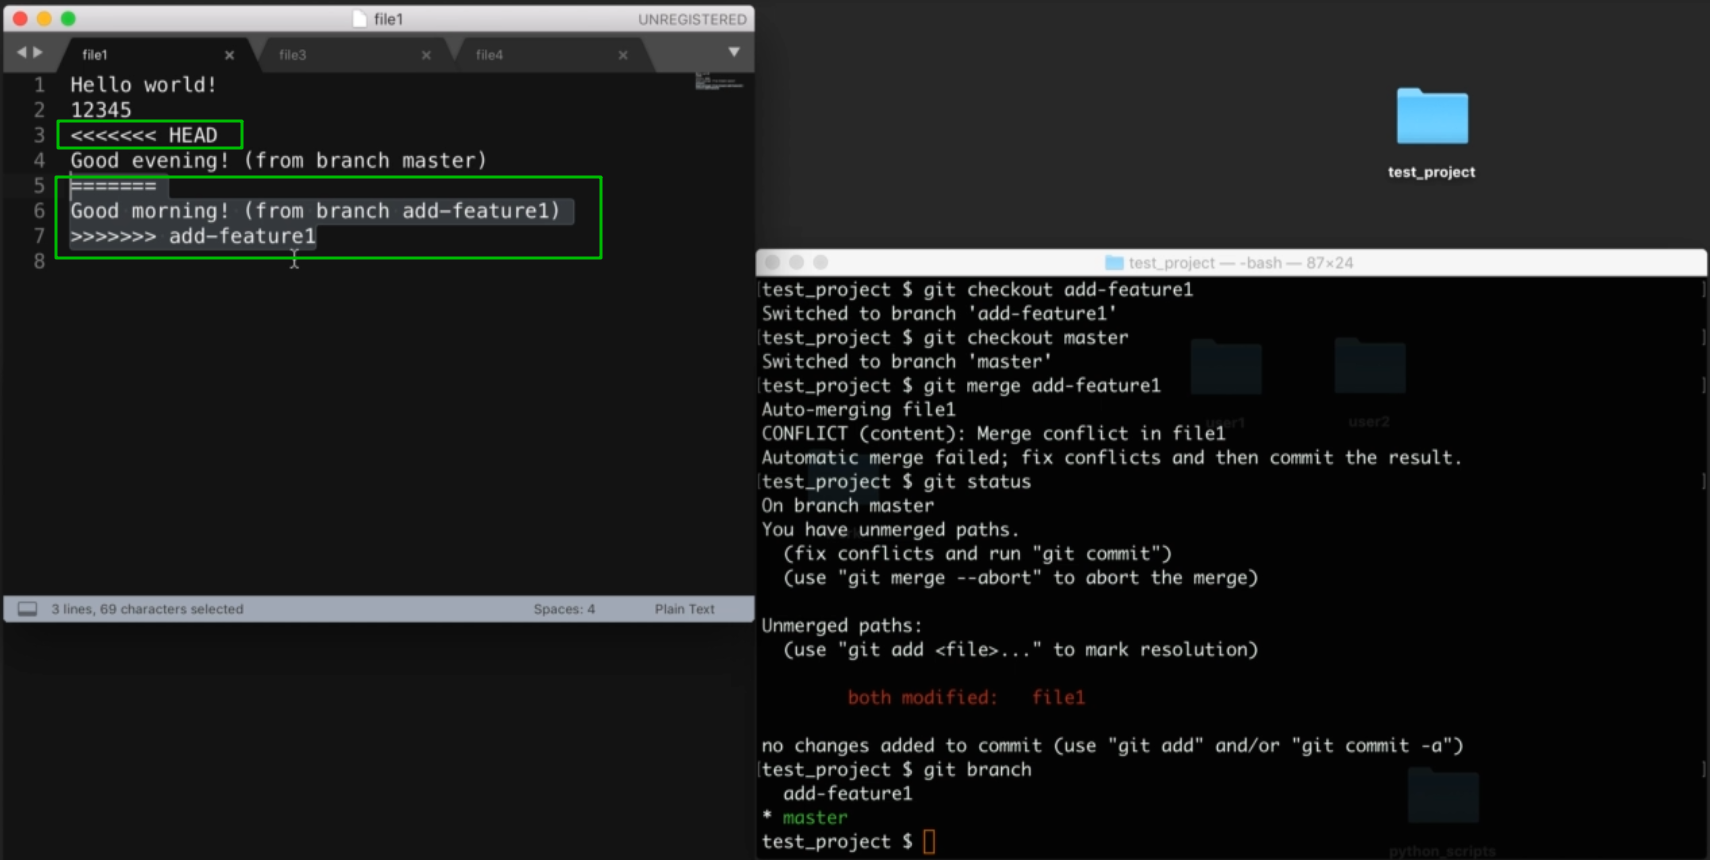 file1
UNREGISTERED
file1
file3
file4
1 Hello world!
2 12345
3 <<<<<<< HEAD
4 Good evening! (from branch master)
5 =======
6 Good morning! (from branch add-feature1)
7 >>>>>>> add-feature1
8
3 lines, 69 characters selected
Spaces: 4
Plain Text
test_project
test_project — -bash — 87×24
test_project $ git checkout add-feature1
Switched to branch 'add-feature1'
test_project $ git checkout master
Switched to branch 'master'
test_project $ git merge add-feature1
Auto-merging file1
CONFLICT (content): Merge conflict in file1
Automatic merge failed; fix conflicts and then commit the result.
test_project $ git status
On branch master
You have unmerged paths.
(fix conflicts and run "git commit")
(use "git merge --abort" to abort the merge)
Unmerged paths:
(use "git add <file>..." to mark resolution)
both modified: file1
no changes added to commit (use "git add" and/or "git commit -a")
test_project $ git branch
add-feature1
* master
test_project $
user1
user2
python_scripts